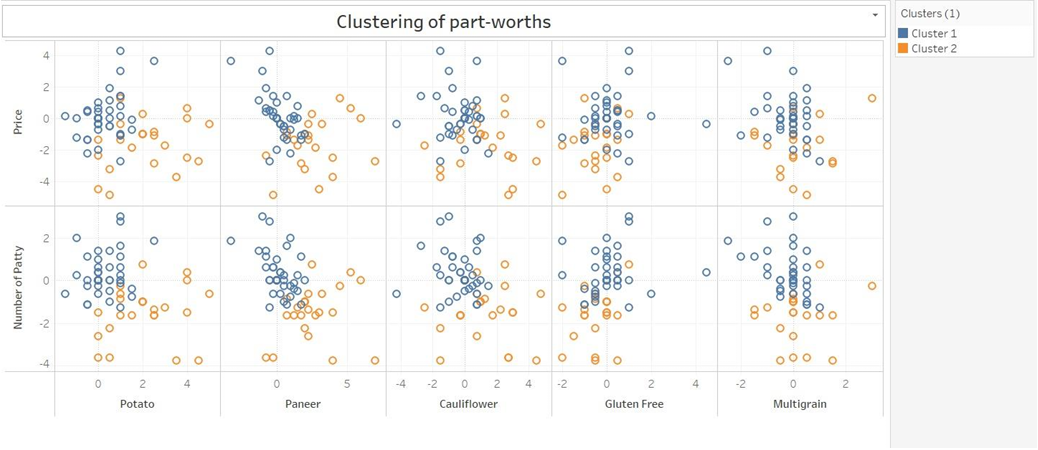 Clustering of part-worths
Clusters (1)
Cluster 1
Cluster 2
Price
4
2
0
-2
-4
Number of Patty
2
0
-2
-4
0 2 4
0 5
-4 -2 0 2 4
-2 0 2 4
-2 0 2
Potato Paneer Cauliflower Gluten Free Multigrain